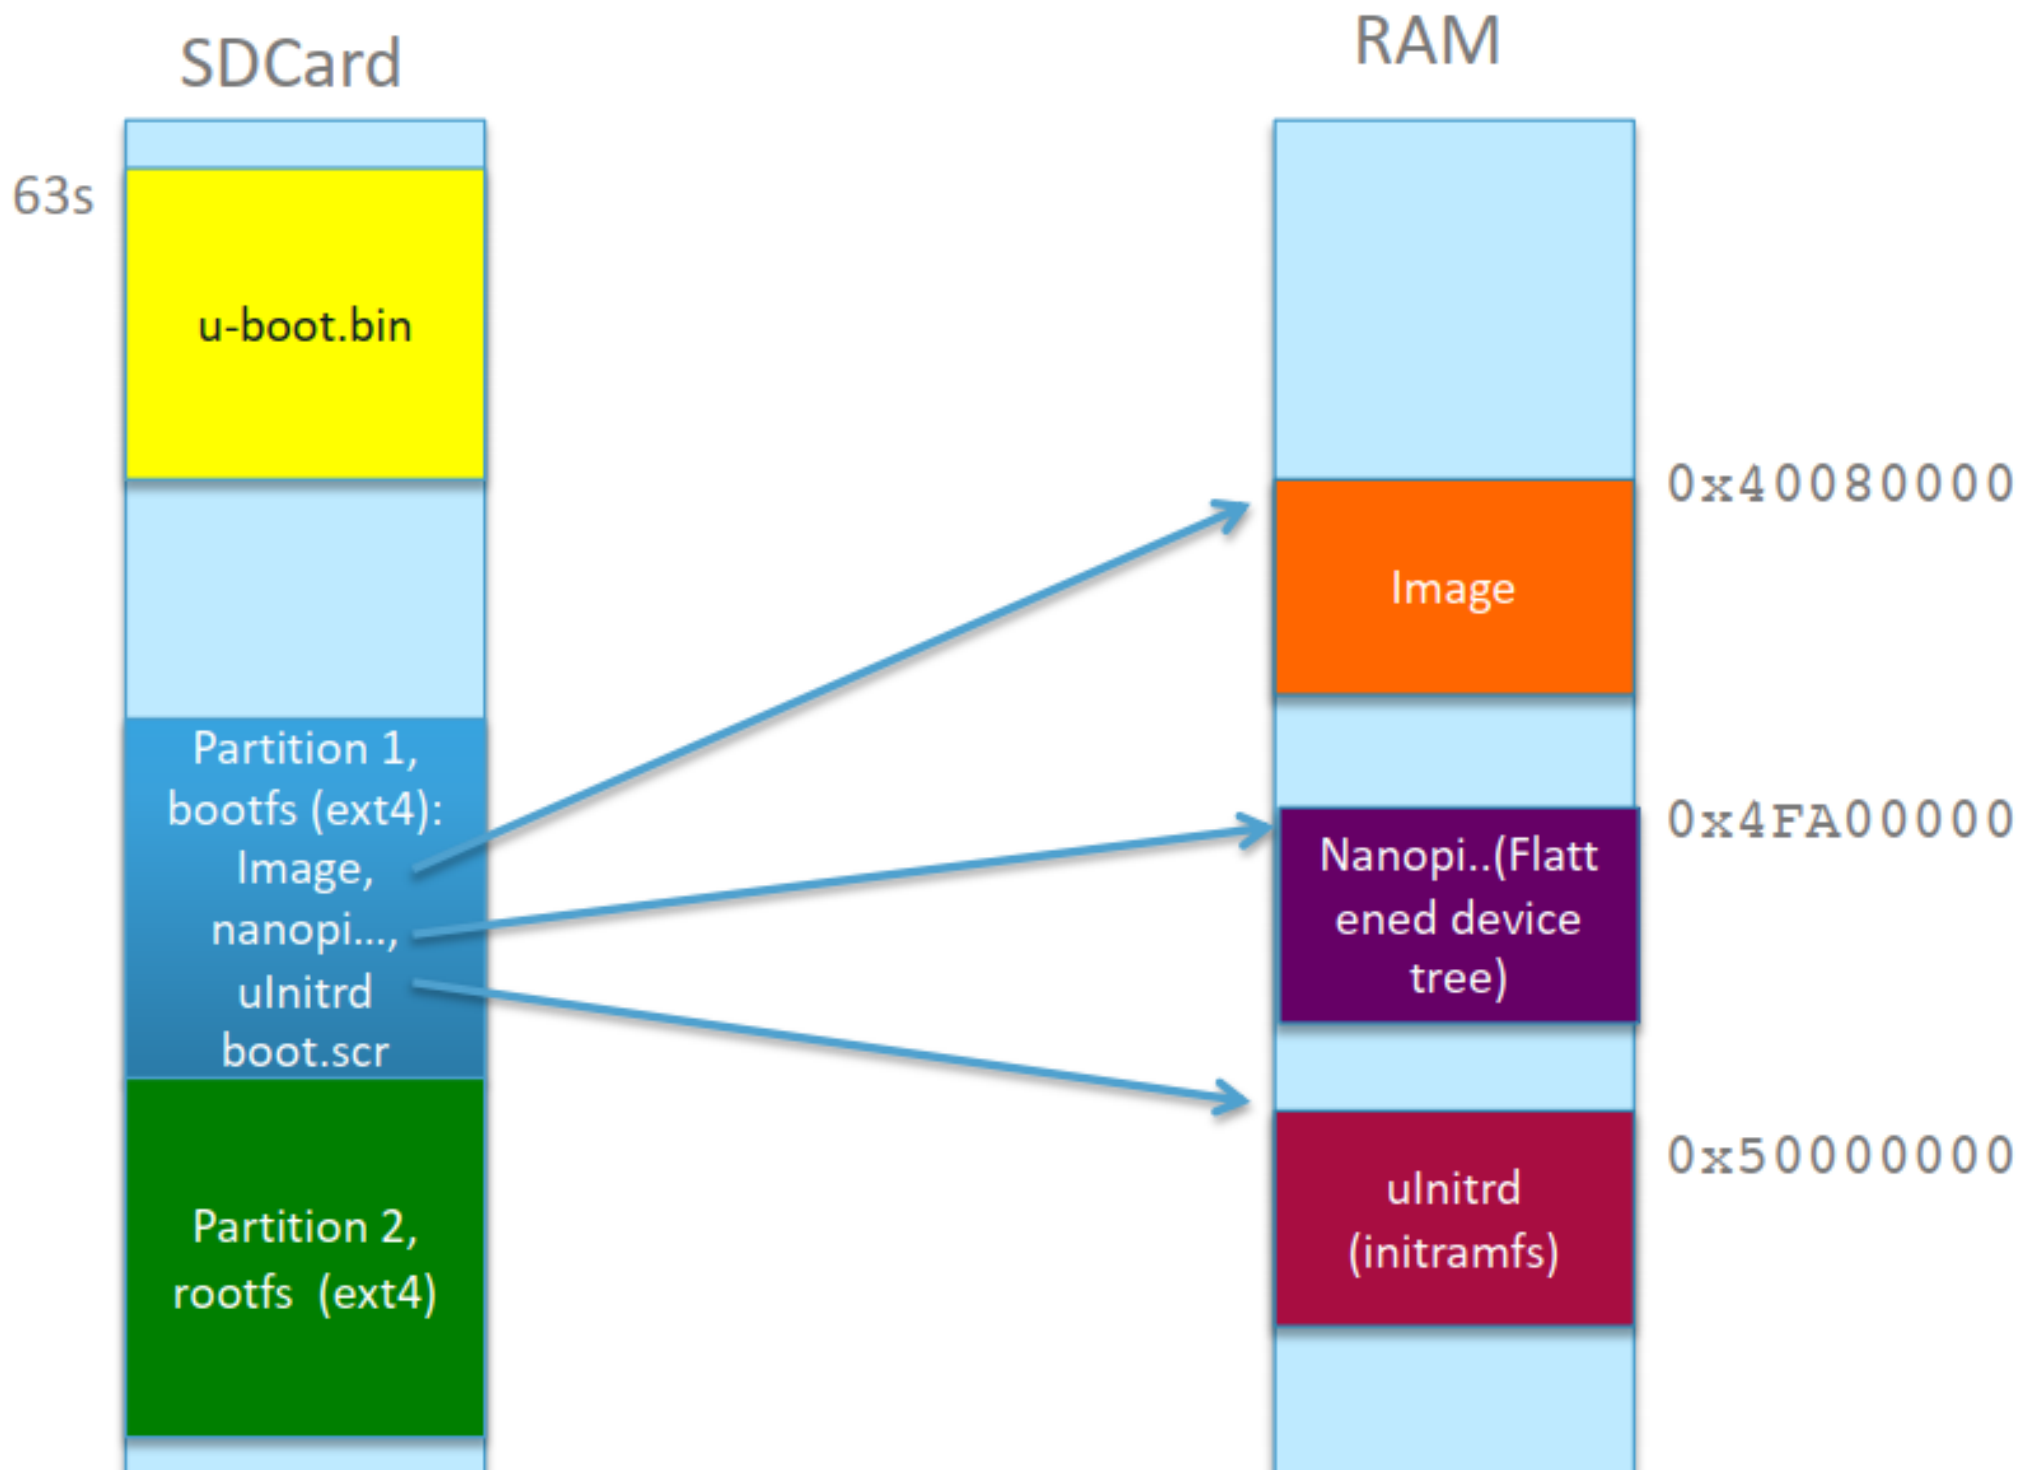 SDCard
63s
u-boot.bin
Partition 1,
bootfs (ext4):
Image,
nanopi...,
uInitrd
boot.scr
Partition 2,
rootfs (ext4)
RAM
0x40080000
Image
0x4FA00000
Nanopi..(Flatt
ened device
tree)
0x50000000
uInitrd
(initramfs)